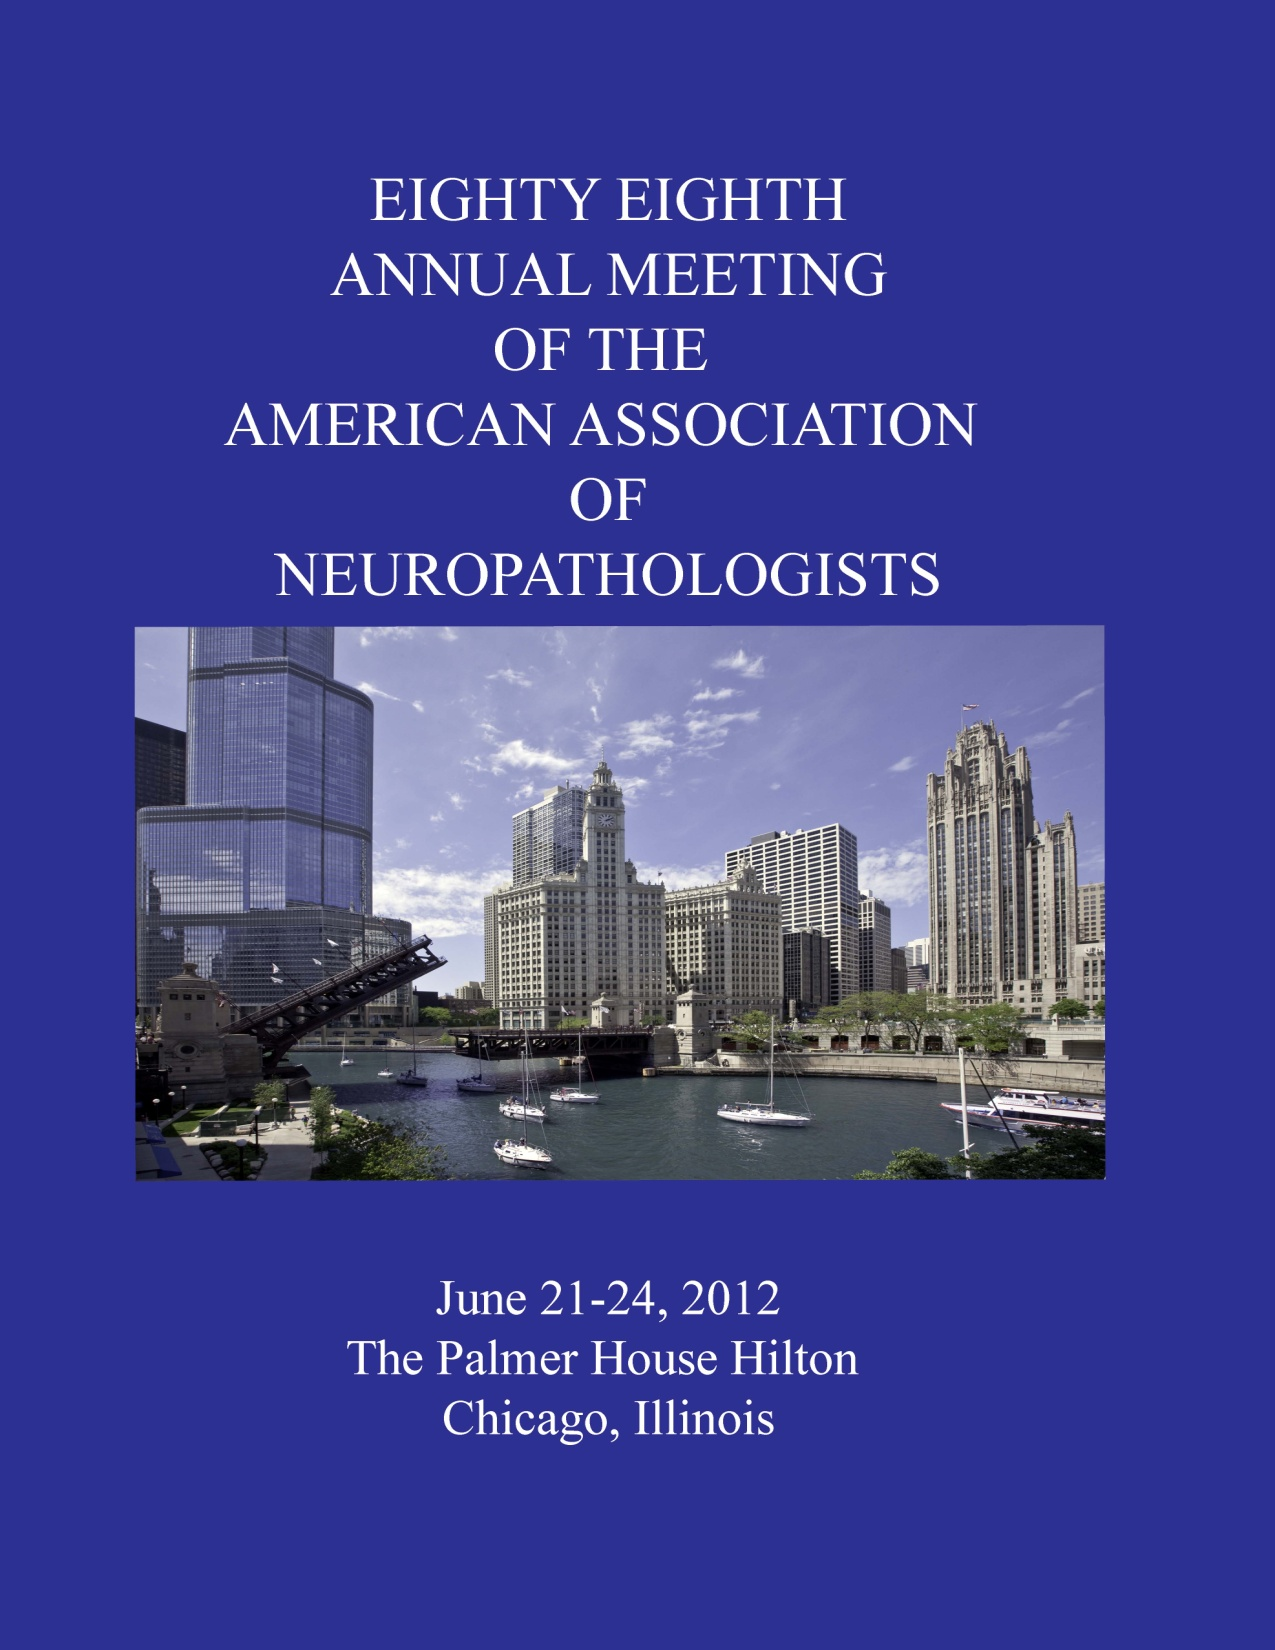 EIGHTY EIGHTH
ANNUAL MEETING
OF THE
AMERICAN ASSOCIATION
OF
NEUROPATHOLOGISTS
June 21-24, 2012
The Palmer House Hilton
Chicago, Illinois